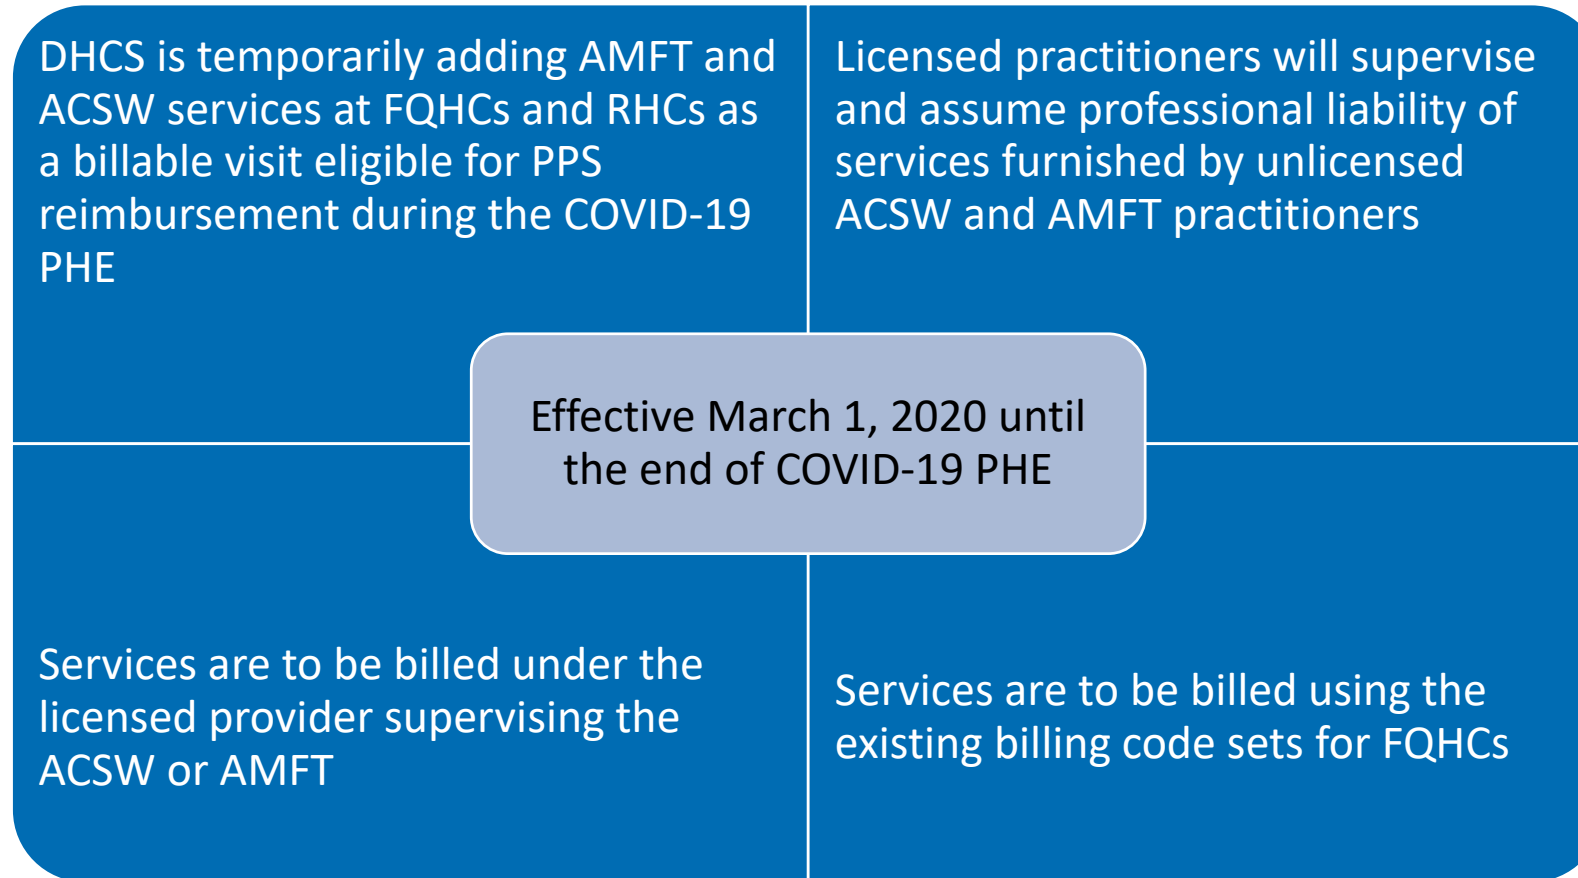 DHCS is temporarily adding AMFT and
ACSW services at FQHCs and RHCs as
a billable visit eligible for PPS
reimbursement during the COVID-19
PHE
Licensed practitioners will supervise
and assume professional liability of
services furnished by unlicensed
ACSW and AMFT practitioners
Effective March 1, 2020 until
the end of COVID-19 PHE
Services are to be billed under the
licensed provider supervising the
ACSW or AMFT
Services are to be billed using the
existing billing code sets for FQHCs